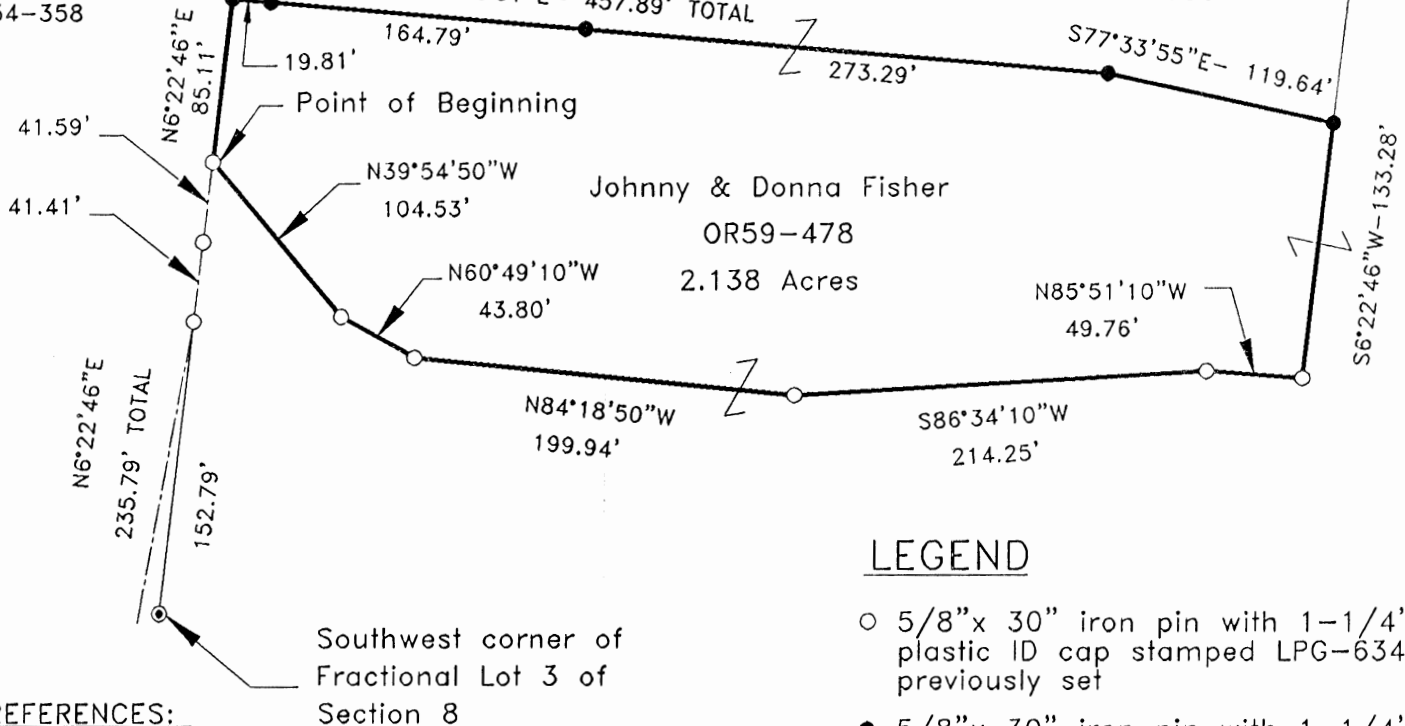 54-358
457.89' TOTAL
N6°22'46"E
85.11'
19.81'
164.79'
273.29'
S77°33'55"E- 119.64'
Point of Beginning
41.59'
41.41'
N39°54'50"W
104.53'
Johnny & Donna Fisher
OR59-478
2.138 Acres
N60°49'10"W
43.80'
N85°51'10"W
49.76'
S6°22'46"W-133.28'
N84°18'50"W
199.94'
S86°34'10"W
214.25'
N6°22'46"E
235.79' TOTAL
152.79'
Southwest corner of
Fractional Lot 3 of
Section 8
LEGEND
5/8"x 30" iron pin with 1-1/4'
plastic ID cap stamped LPG-634
previously set
5/8"x 30" iron pin with 1-1/4'
EFERENCES: